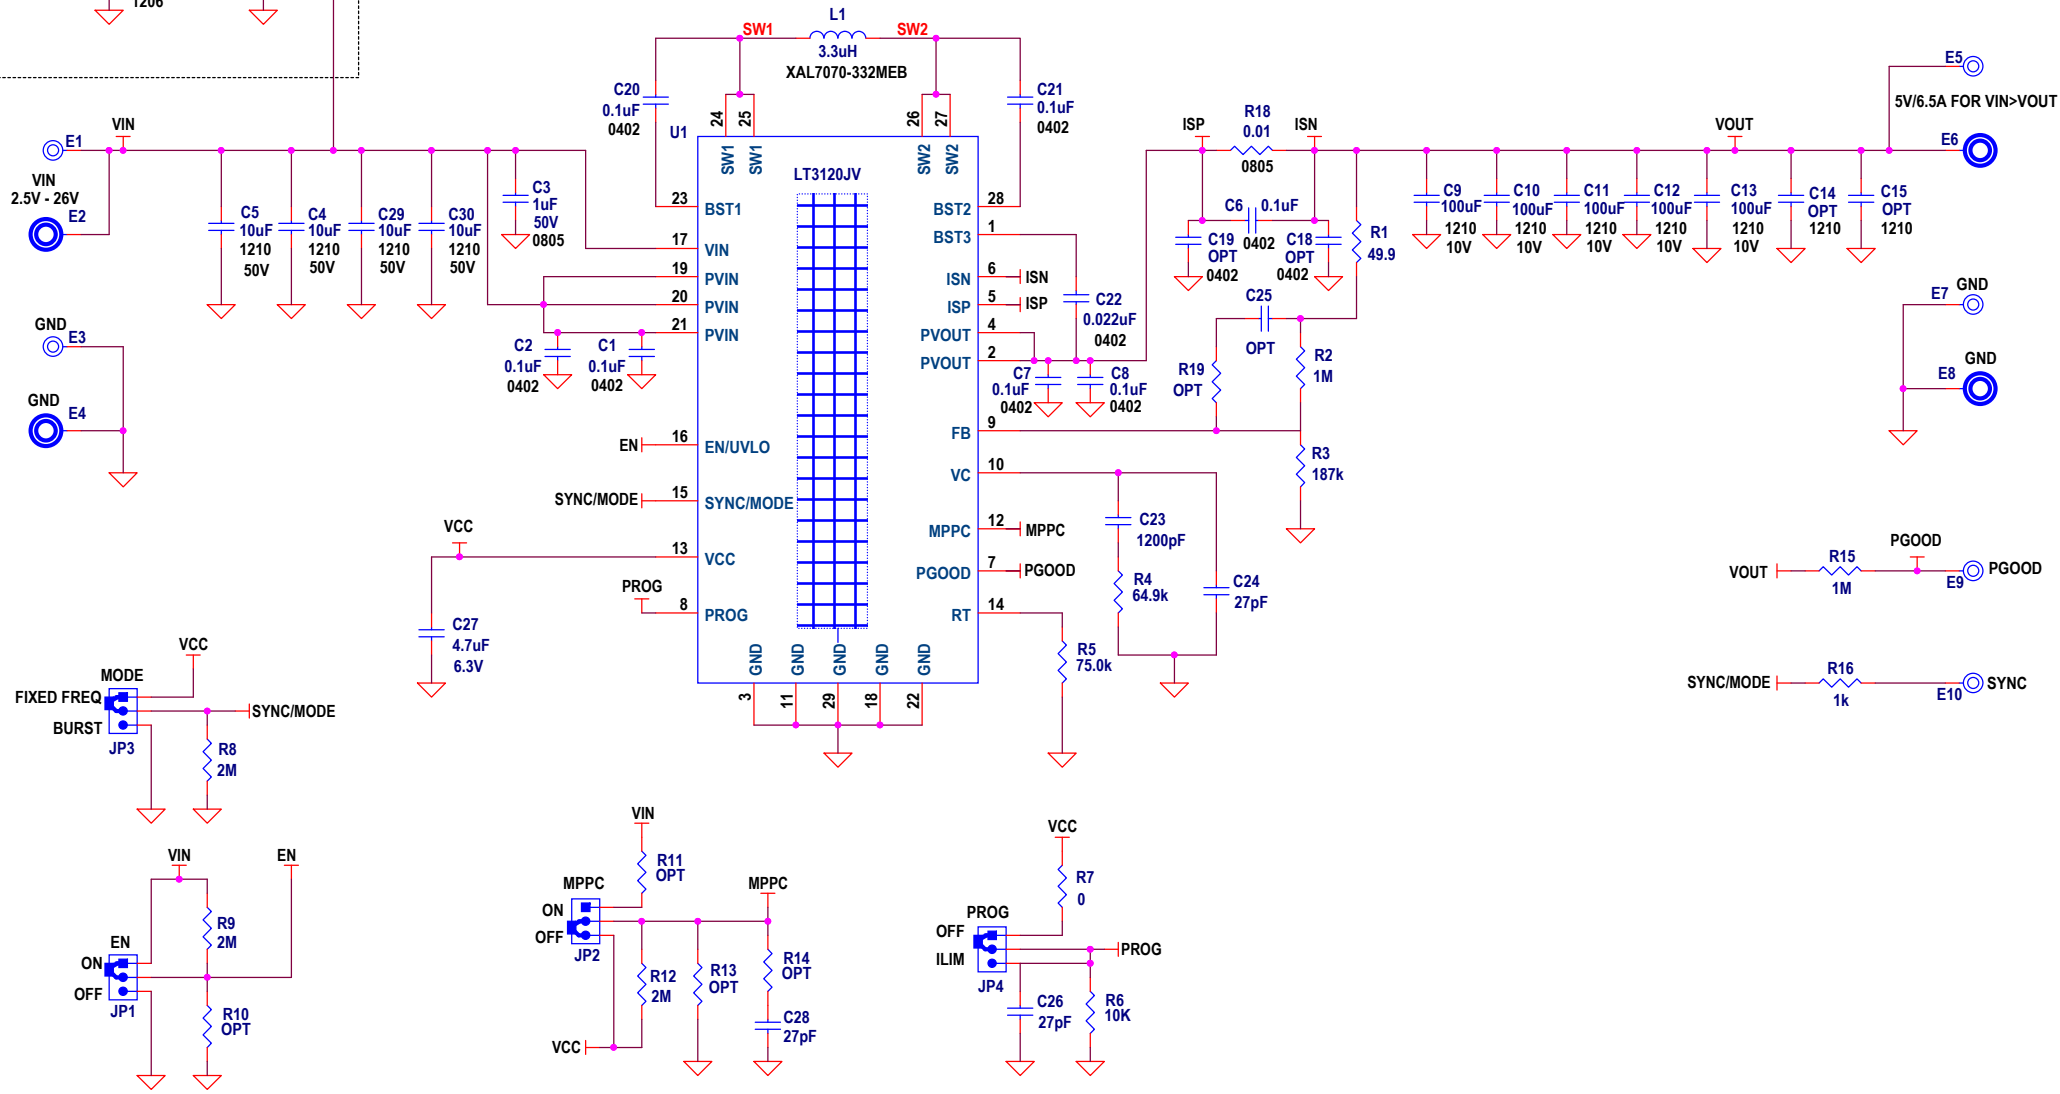 1206
L1
SW1
SW2
3.3uH
XAL7070-332MEB
C20
0.1uF
0402
C21
0.1uF
0402
24
25
26
27
U1
SW1
SW1
SW2
SW2
LT3120JV
E1
VIN
VIN
2.5V - 26V
E2
C5
10uF
1210
50V
C4
10uF
1210
50V
C29
10uF
1210
50V
C30
10uF
1210
50V
C3
1uF
50V
0805
GND
E3
GND
E4
23
BST1
17
VIN
19
PVIN
20
PVIN
21
PVIN
C2
0.1uF
0402
C1
0.1uF
0402
EN
16
EN/UVLO
SYNC/MODE
15
SYNC/MODE
VCC
13
VCC
PROG
8
PROG
C27
4.7uF
6.3V
BST2
28
BST3
1
ISN
6
ISN
ISP
5
ISP
PVOUT
4
PVOUT
2
FB
9
VC
10
MPPC
12
MPPC
PGOOD
7
PGOOD
RT
14
GND
GND
GND
GND
GND
3
11
29
18
22
C22
0.022uF
0402
C7
0.1uF
0402
C8
0.1uF
0402
ISP
R18
0.01
0805
ISN
C6
0.1uF
0402
C19
OPT
0402
C18
OPT
0402
R1
49.9
C25
OPT
R19
OPT
R2
1M
R3
187k
C23
1200pF
R4
64.9k
C24
27pF
R5
75.0k
VOUT
C9
100uF
1210
10V
C10
100uF
1210
10V
C11
100uF
1210
10V
C12
100uF
1210
10V
C13
100uF
1210
10V
C14
OPT
1210
C15
OPT
1210
E5
5V/6.5A FOR VIN>VOUT
E6
E7
GND
GND
E8
VOUT
R15
1M
PGOOD
E9
PGOOD
SYNC/MODE
R16
1k
E10
SYNC
VCC
MODE
FIXED FREQ
BURST
JP3
SYNC/MODE
R8
2M
VIN
EN
R9
2M
EN
ON
OFF
JP1
R10
OPT
VIN
R11
OPT
MPPC
MPPC
ON
OFF
JP2
R12
2M
R13
OPT
R14
OPT
C28
27pF
VCC
VCC
R7
0
PROG
OFF
ILIM
JP4
PROG
C26
27pF
R6
10K